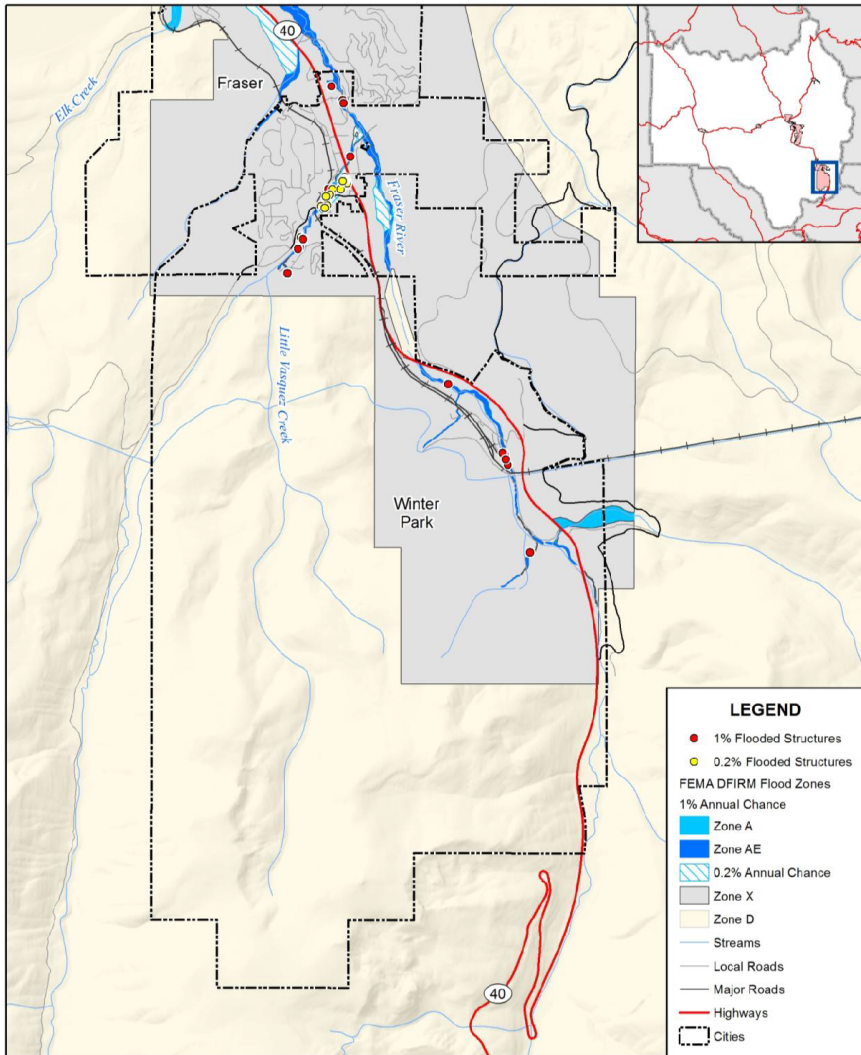 40
Fraser
Elk Creek
Fraser River
Little Vasquez Creek
Winter
Park
40
LEGEND
1% Flooded Structures
0.2% Flooded Structures
FEMA DFIRM Flood Zones
1% Annual Chance
Zone A
Zone AE
0.2% Annual Chance
Zone X
Zone D
Streams
Local Roads
Major Roads
Highways
Cities